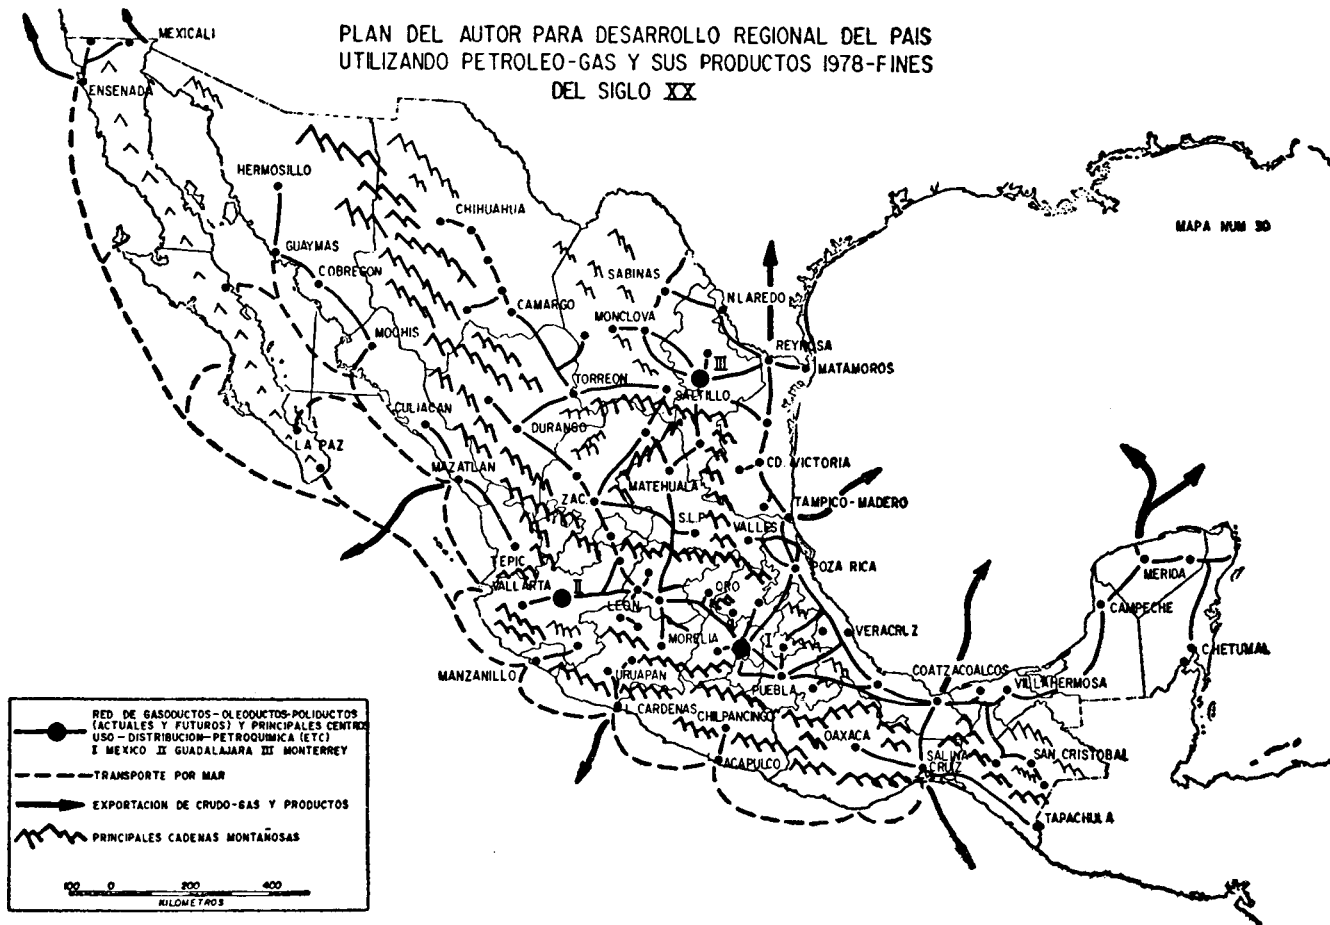 PLAN DEL AUTOR PARA DESARROLLO REGIONAL DEL PAIS
UTILIZANDO PETROLEO-GAS Y SUS PRODUCTOS 1978-FINES
DEL SIGLO XX
MAPA NUM 30
MEXICALI
ENSENADA
HERMOSILLO
GUAYMAS
COBREGON
MOCHIS
CHIHUAHUA
CAMARGO
SABINAS
MONCLOVA
N.LAREDO
REYNOSA
MATAMOROS
III
TORREON
SALTILLO
CULIACAN
DURANGO
LA PAZ
MAZATLAN
CD. VICTORIA
MATEHUALA
ZAC.
TAMPICO-MADERO
S.L.P.
VALLES
TEPIC
POZA RICA
VALLARTA
II
LEON
QRO
MERIDA
CAMPECHE
MORELIA
I
VERACRUZ
CHETUMAL
MANZANILLO
URUAPAN
PUEBLA
COATZACOALCOS
VILLAHERMOSA
L. CARDENAS
CHILPANCINGO
OAXACA
ACAPULCO
SALINA
CRUZ
SAN CRISTOBAL
TAPACHULA
RED DE GASODUCTOS-OLEODUCTOS-POLIDUCTOS
(ACTUALES Y FUTUROS) Y PRINCIPALES CENTROS
USO-DISTRIBUCION-PETROQUIMICA (ETC)
I MEXICO II GUADALAJARA III MONTERREY
TRANSPORTE POR MAR
EXPORTACION DE CRUDO-GAS Y PRODUCTOS
PRINCIPALES CADENAS MONTAÑOSAS
100 0 200 400
KILOMETROS